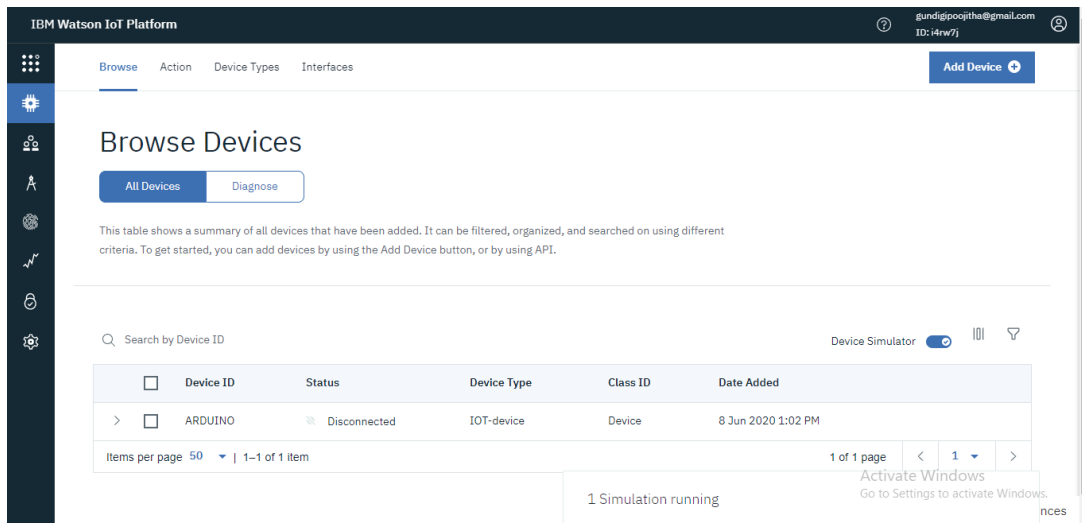 IBM Watson IoT Platform
gundigipoojitha@gmail.com
ID: i4rw7j
Browse Action Device Types Interfaces
Add Device
Browse Devices
All Devices Diagnose
This table shows a summary of all devices that have been added. It can be filtered, organized, and searched on using different
criteria. To get started, you can add devices by using the Add Device button, or by using API.
Search by Device ID
Device Simulator
Device ID Status Device Type Class ID Date Added
ARDUINO Disconnected IOT-device Device 8 Jun 2020 1:02 PM
Items per page 50 | 1–1 of 1 item
1 of 1 page 1
Activate Windows
Go to Settings to activate Windows.
1 Simulation running
nces